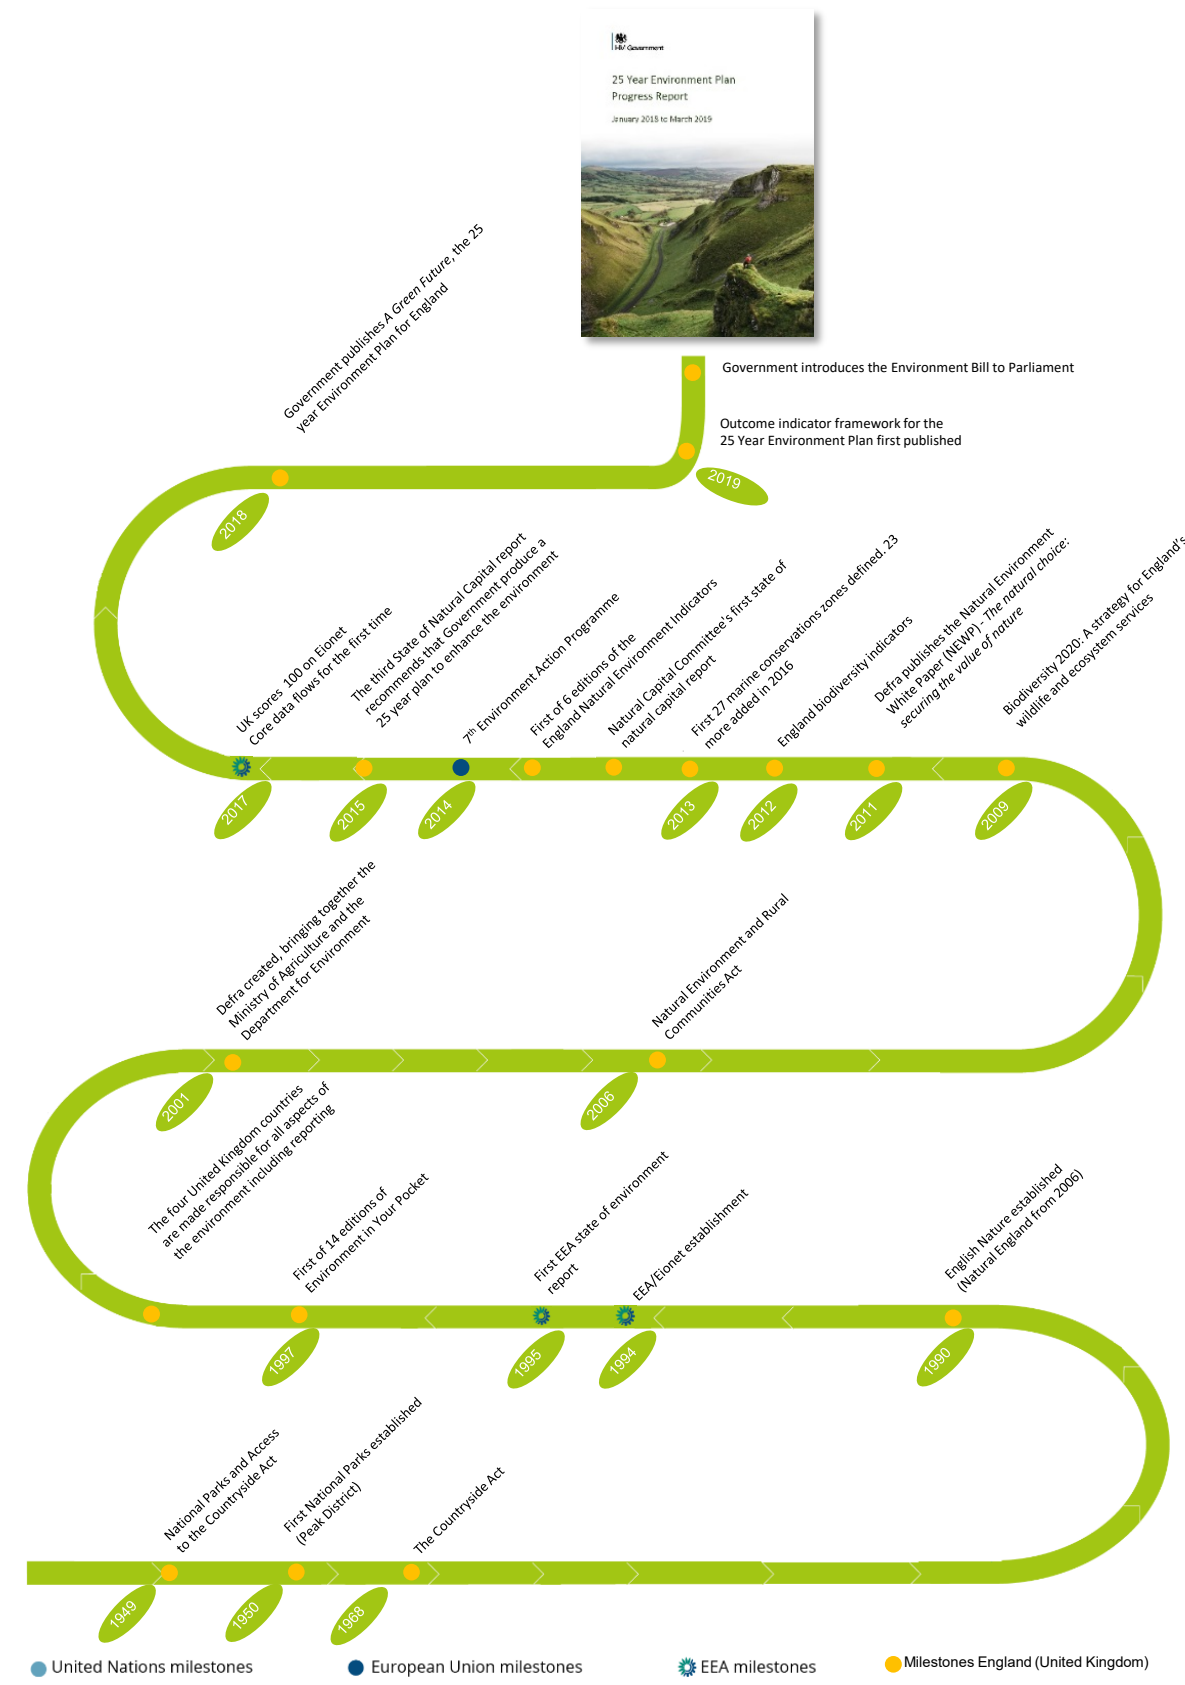 HM Government
25 Year Environment Plan
Progress Report
January 2018 to March 2019
Government introduces the Environment Bill to Parliament
Outcome indicator framework for the
25 Year Environment Plan first published
2019
Government publishes A Green Future, the 25
year Environment Plan for England
2018
UK scores 100 on Eionet
Core data flows for the first time
2017
The third State of Natural Capital report
recommends that Government produce a
25 year plan to enhance the environment
2015
7th Environment Action Programme
2014
First of 6 editions of the
England Natural Environment Indicators
Natural Capital Committee's first state of
natural capital report
First 27 marine conservations zones defined. 23
more added in 2016
2013
England biodiversity indicators
2012
Defra publishes the Natural Environment
White Paper (NEWP) - The natural choice:
securing the value of nature
2011
Biodiversity 2020: A strategy for England's
wildlife and ecosystem services
2009
Defra created, bringing together the
Ministry of Agriculture and the
Department for Environment
2001
Natural Environment and Rural
Communities Act
2006
The four United Kingdom countries
are made responsible for all aspects of
the environment including reporting
First of 14 editions of
Environment in Your Pocket
1997
First EEA state of environment
report
1995
EEA/Eionet establishment
1994
English Nature established
(Natural England from 2006)
1990
National Parks and Access
to the Countryside Act
1949
First National Parks established
(Peak District)
1950
The Countryside Act
1968
United Nations milestones
European Union milestones
EEA milestones
Milestones England (United Kingdom)